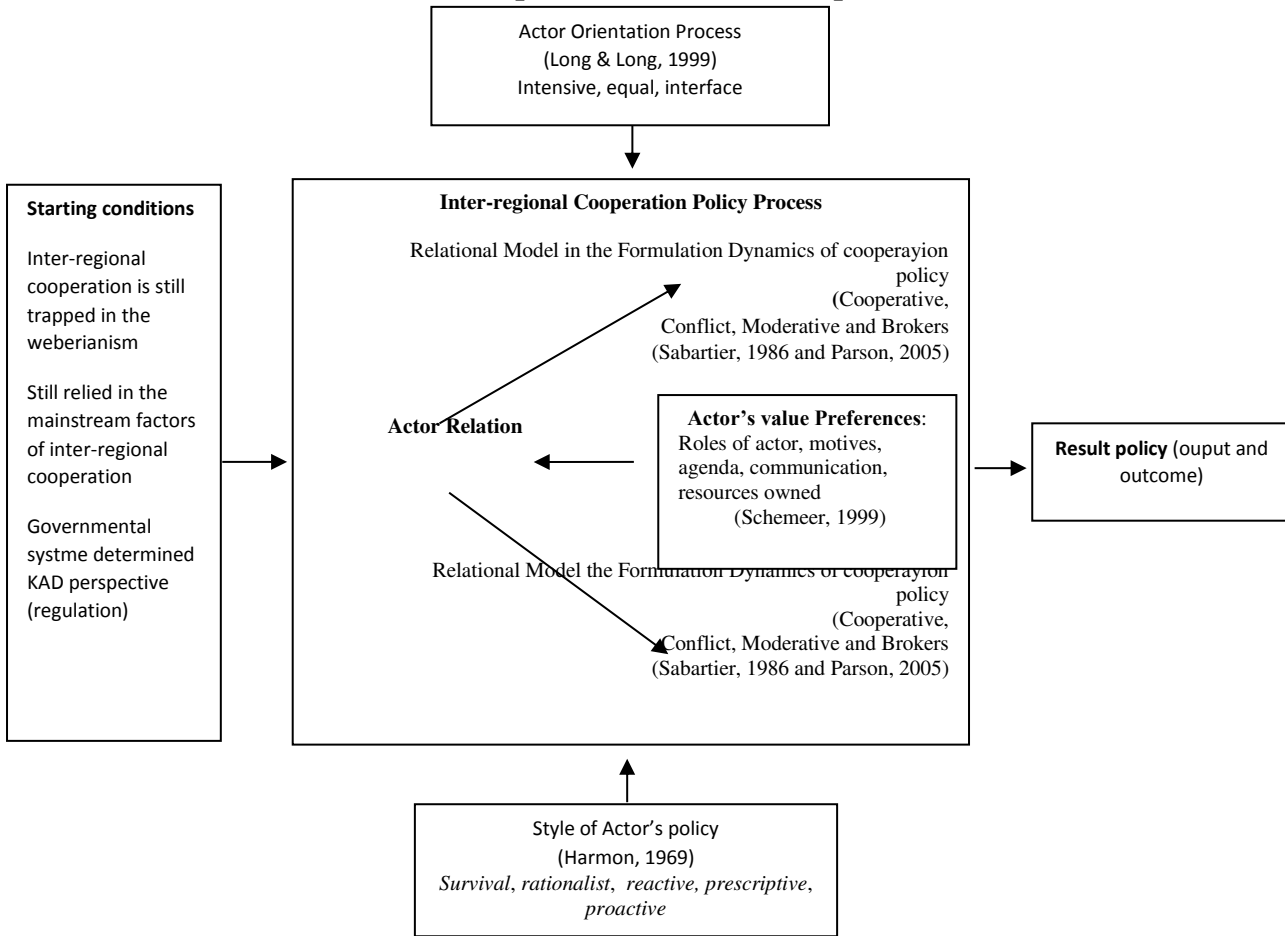 Actor Orientation Process
(Long & Long, 1999)
Intensive, equal, interface
Starting conditions
Inter-regional
cooperation is still
trapped in the
weberianism
Still relied in the
mainstream factors
of inter-regional
cooperation
Governmental
systme determined
KAD perspective
(regulation)
Inter-regional Cooperation Policy Process
Relational Model in the Formulation Dynamics of cooperayion
policy
(Cooperative,
Conflict, Moderative and Brokers
(Sabartier, 1986 and Parson, 2005)
Actor Relation
Actor's value Preferences:
Roles of actor, motives,
agenda, communication,
resources owned
(Schemeer, 1999)
Relational Model the Formulation Dynamics of cooperayion
policy
(Cooperative,
Conflict, Moderative and Brokers
(Sabartier, 1986 and Parson, 2005)
Result policy (ouput and
outcome)
Style of Actor's policy
(Harmon, 1969)
Survival, rationalist, reactive, prescriptive,
proactive